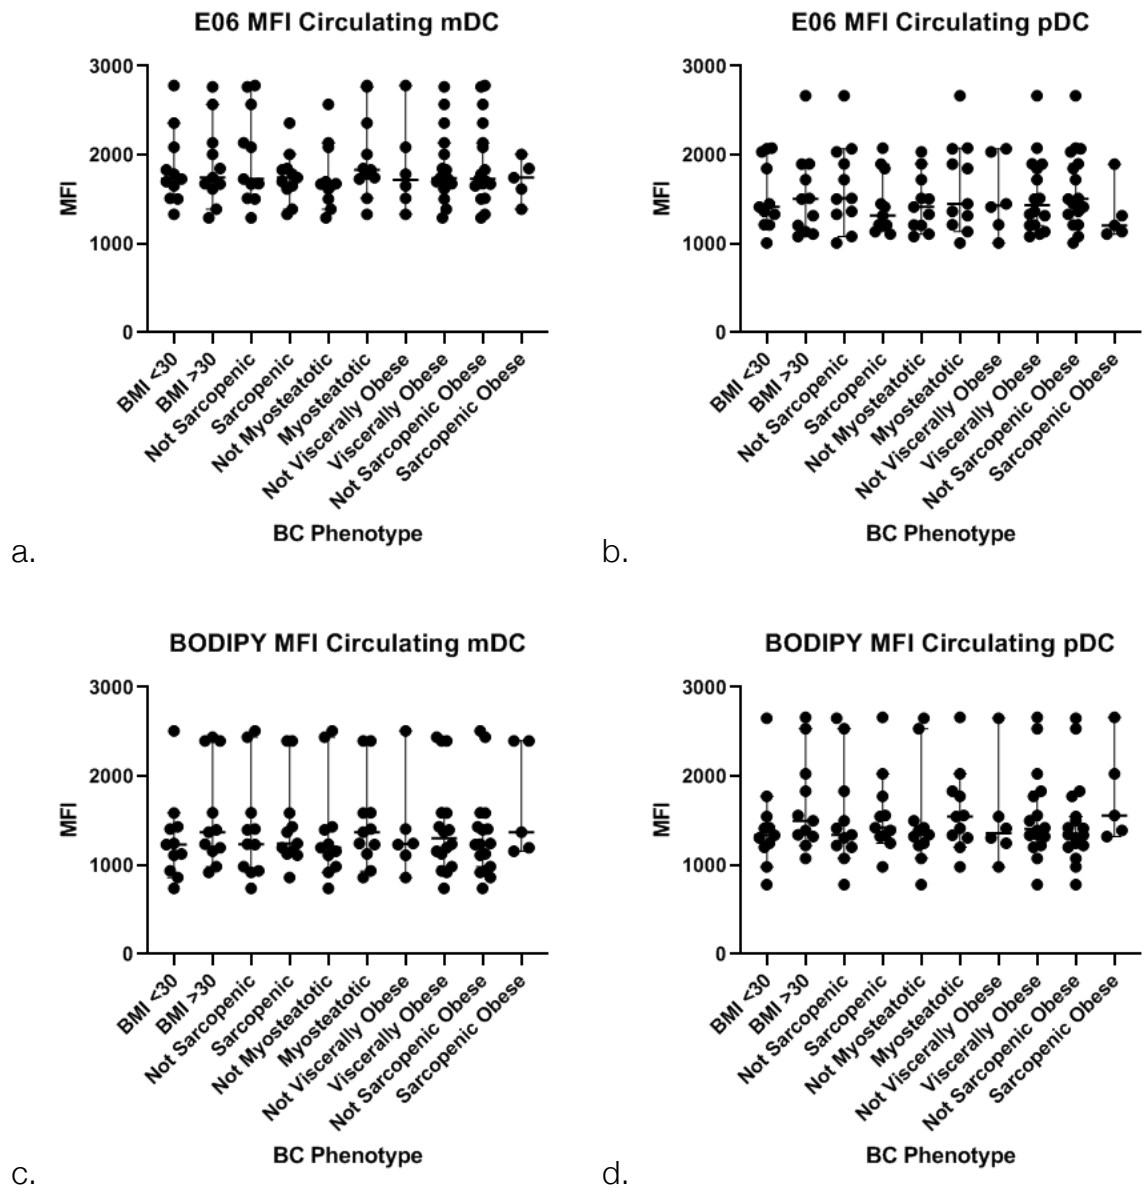 E06 MFI Circulating mDC
MFI
3000
2000
1000
0
BMI <30
BMI >30
Not Sarcopenic
Sarcopenic
Not Myosteatotic
Myosteatotic
Not Viscerally Obese
Viscerally Obese
Not Sarcopenic Obese
Sarcopenic Obese
BC Phenotype
a.
E06 MFI Circulating pDC
MFI
3000
2000
1000
0
BMI <30
BMI >30
Not Sarcopenic
Sarcopenic
Not Myosteatotic
Myosteatotic
Not Viscerally Obese
Viscerally Obese
Not Sarcopenic Obese
Sarcopenic Obese
BC Phenotype
b.
BODIPY MFI Circulating mDC
MFI
3000
2000
1000
0
BMI <30
BMI >30
Not Sarcopenic
Sarcopenic
Not Myosteatotic
Myosteatotic
Not Viscerally Obese
Viscerally Obese
Not Sarcopenic Obese
Sarcopenic Obese
BC Phenotype
c.
BODIPY MFI Circulating pDC
MFI
3000
2000
1000
0
BMI <30
BMI >30
Not Sarcopenic
Sarcopenic
Not Myosteatotic
Myosteatotic
Not Viscerally Obese
Viscerally Obese
Not Sarcopenic Obese
Sarcopenic Obese
BC Phenotype
d.